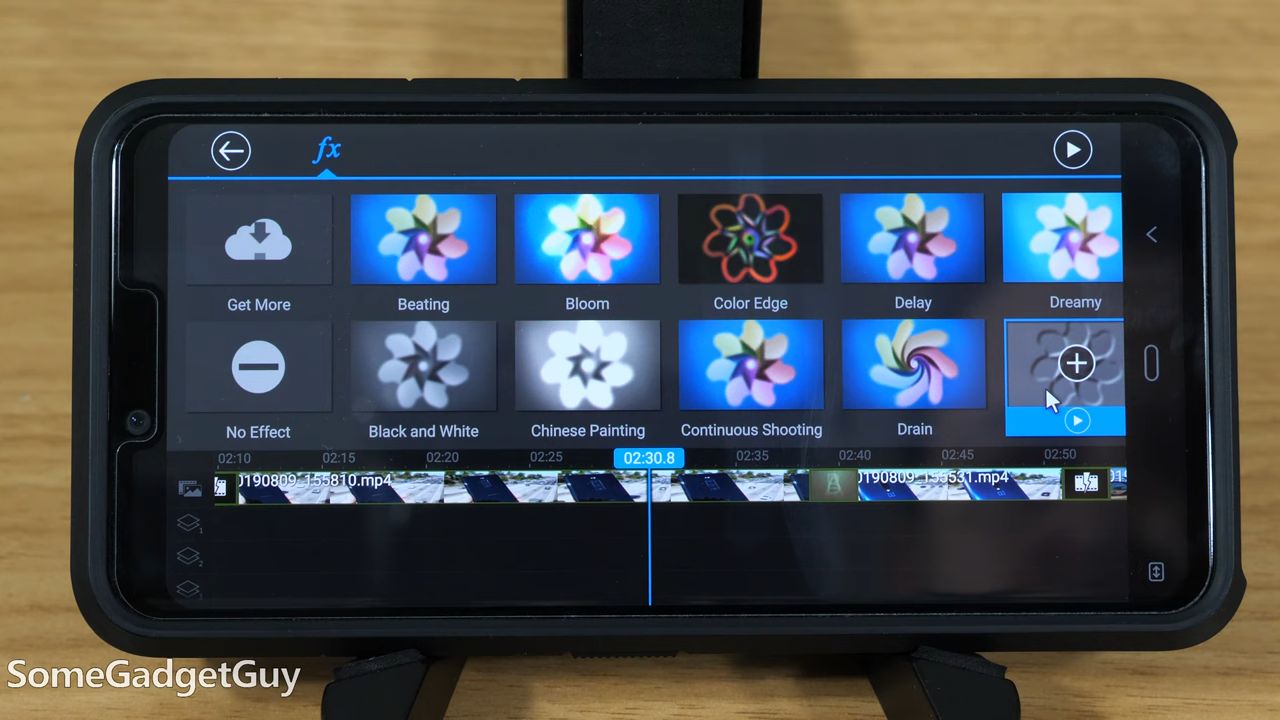 fx
Get More
Beating
Bloom
Color Edge
Delay
Dreamy
No Effect
Black and White
Chinese Painting
Continuous Shooting
Drain
02:10
02:15
02:20
02:25
02:30.8
02:35
02:40
02:45
02:50
)190809_155810.mp4
)190809_155531.mp4
1
2
SomeGadgetGuy